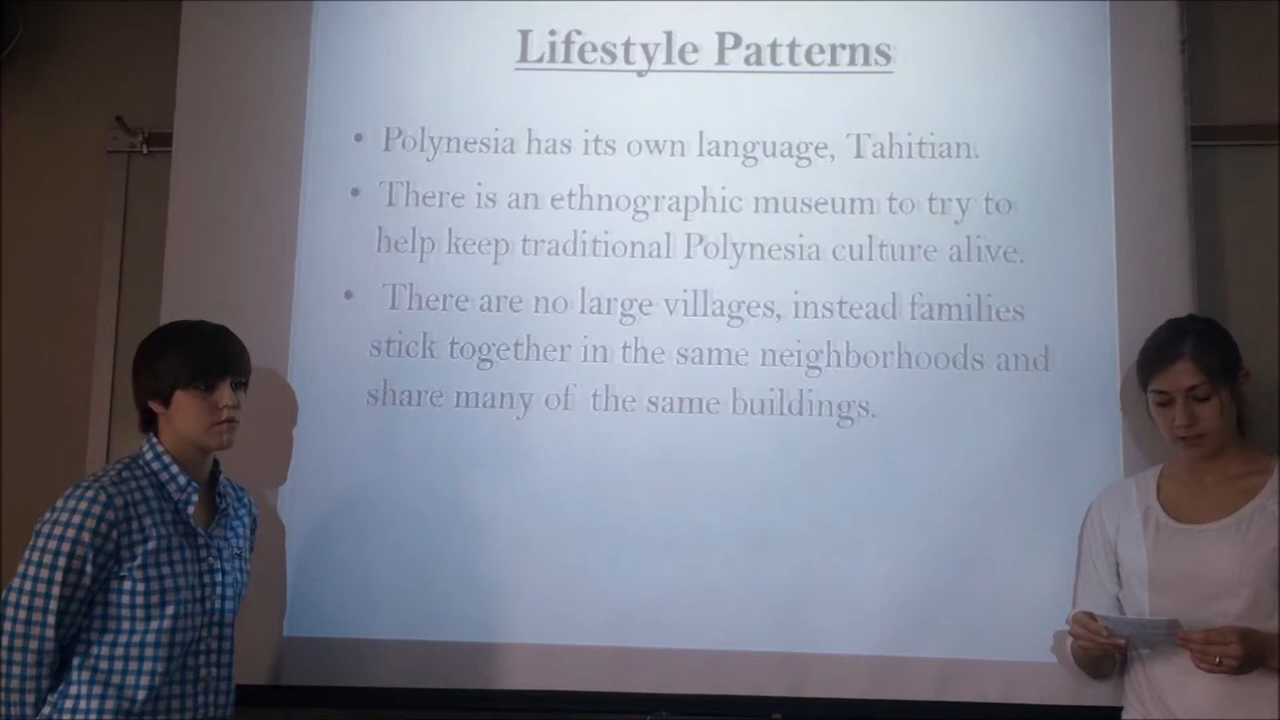 Lifestyle Patterns
• Polynesia has its own language, Tahitian.
• There is an ethnographic museum to try to
help keep traditional Polynesia culture alive.
• There are no large villages, instead families
stick together in the same neighborhoods and
share many of the same buildings.